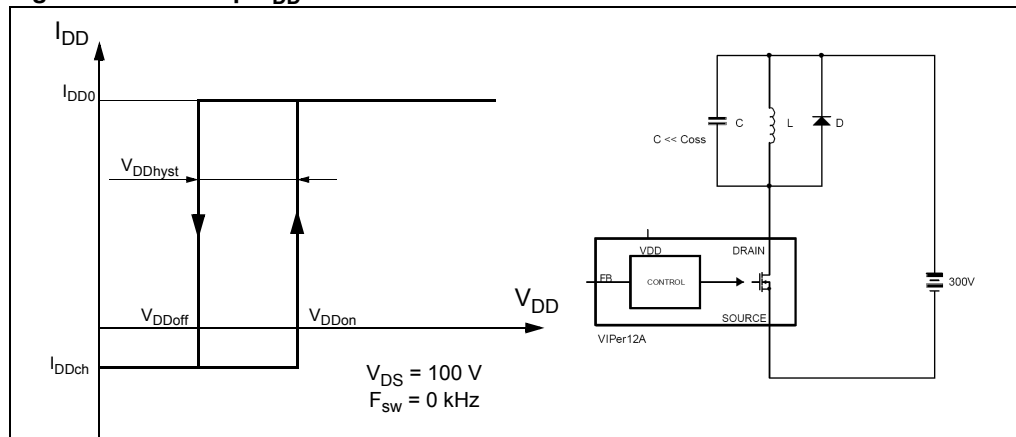 DD
I_DD
I_DD0
V_DDhyst
V_DDoff
V_DDon
V_DD
I_DDch
V_DS = 100 V
F_sw = 0 kHz
C
L
D
C << Coss
VDD
DRAIN
FB
CONTROL
300V
SOURCE
VIPer12A